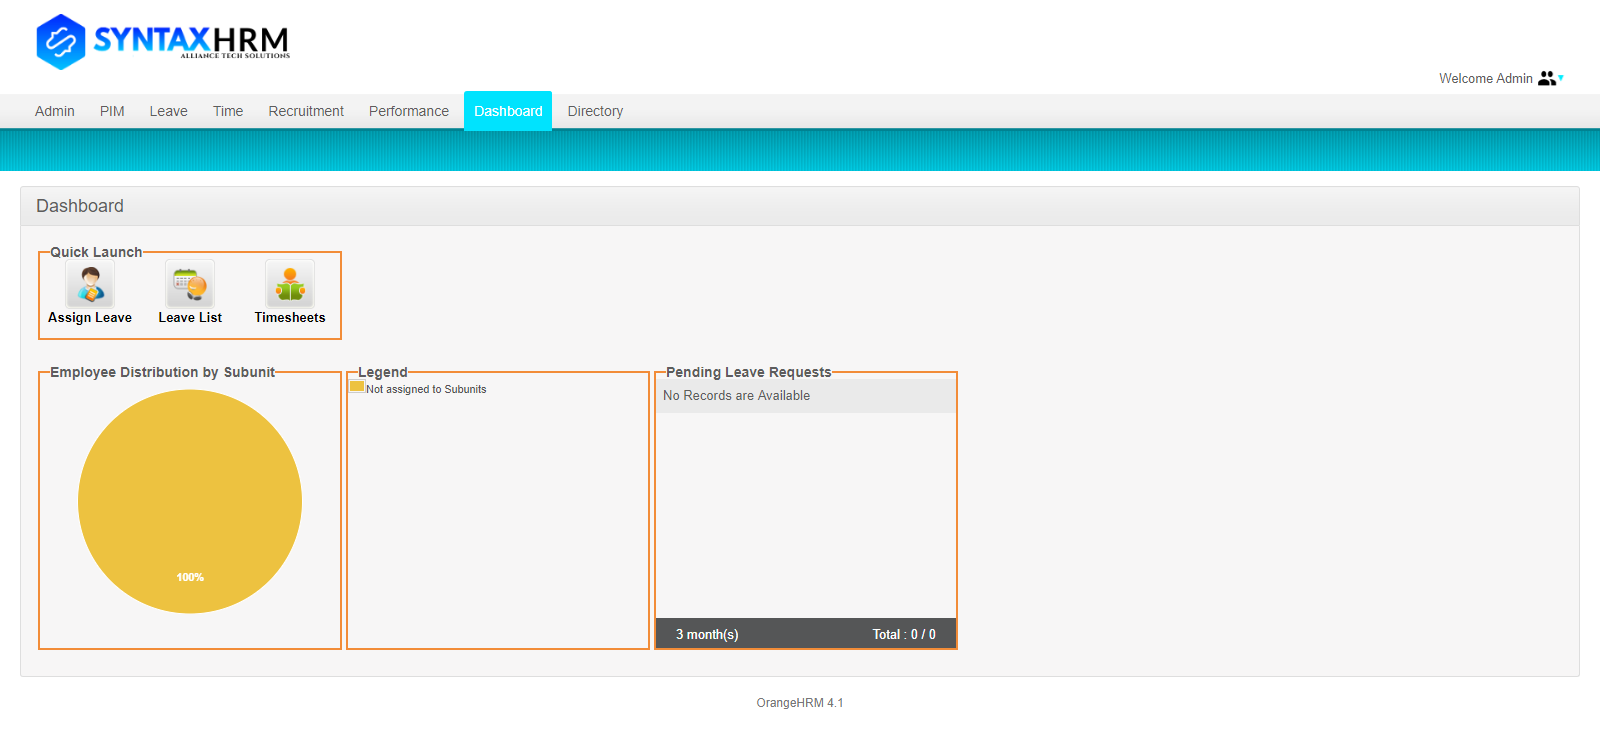 SYNTAXHRM
ALLIANCE TECH SOLUTIONS
Welcome Admin
Admin PIM Leave Time Recruitment Performance Dashboard Directory
Dashboard
Quick Launch
Assign Leave Leave List Timesheets
Employee Distribution by Subunit
100%
Legend
Not assigned to Subunits
Pending Leave Requests
No Records are Available
3 month(s) Total : 0 / 0
OrangeHRM 4.1